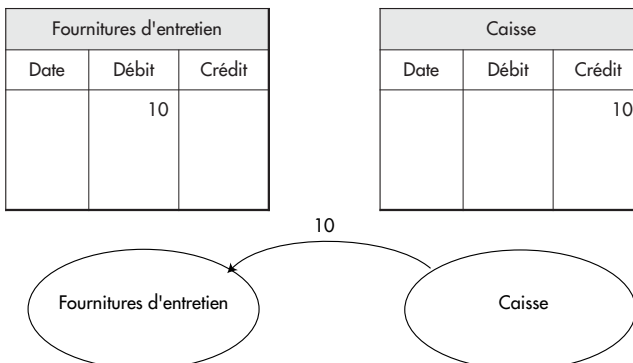 Fournitures d'entretien
Date Débit Crédit
10
Caisse
Date Débit Crédit
10
10
Fournitures d'entretien
Caisse